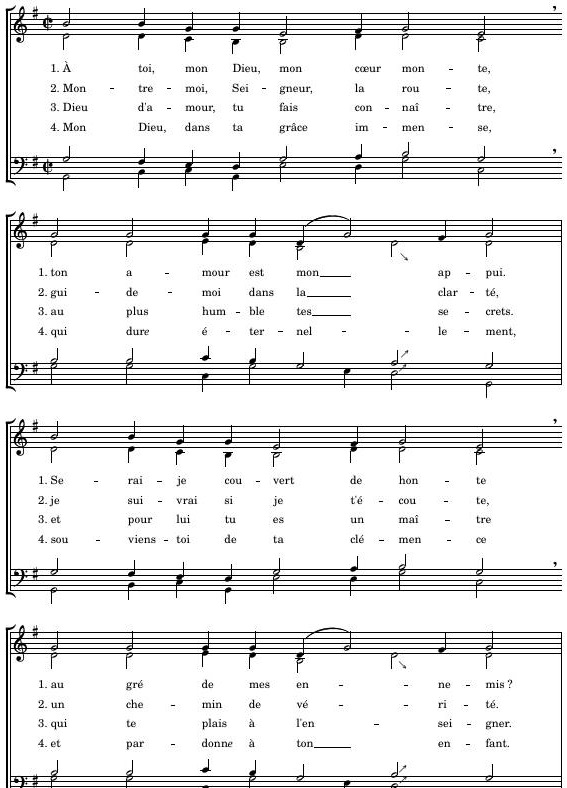 1. À toi, mon Dieu, mon cœur mon – te,
2. Mon – tre – moi, Sei – gneur, la rou – te,
3. Dieu d'a – mour, tu fais con – naî – tre,
4. Mon Dieu, dans ta grâce im – men – se,
1. ton a – mour est mon____ ap – pui.
2. gui – de – moi dans la____ clar – té,
3. au plus hum – ble tes____ se – crets.
4. qui dure é – ter – nel – – le – ment,
1. Se – rai – je cou – vert de hon – te
2. je sui – vrai si je t'é – cou – te,
3. et pour lui tu es un maî – tre
4. sou – viens – toi de ta clé – men – ce
1. au gré de mes en – – ne – mis ?
2. un che – min de vé – – ri – té.
3. qui te plais à l'en – sei – gner.
4. et par – donne à ton____ en – fant.